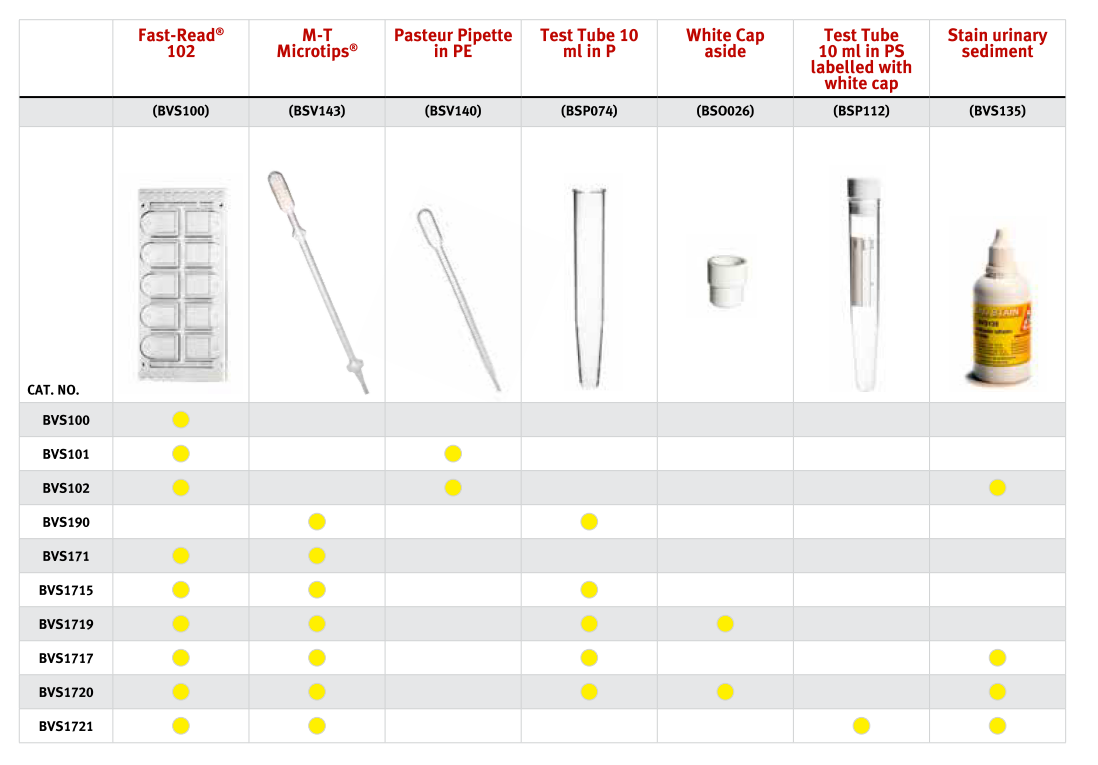 Fast-Read®
102
M-T
Microtips®
Pasteur Pipette
in PE
Test Tube 10
ml in P
White Cap
aside
Test Tube
10 ml in PS
labelled with
white cap
Stain urinary
sediment
(BVS100)
(BSV143)
(BSV140)
(BSP074)
(BSO026)
(BSP112)
(BVS135)
STAIN
BVS135
CAT. NO.
BVS100
BVS101
BVS102
BVS190
BVS171
BVS1715
BVS1719
BVS1717
BVS1720
BVS1721